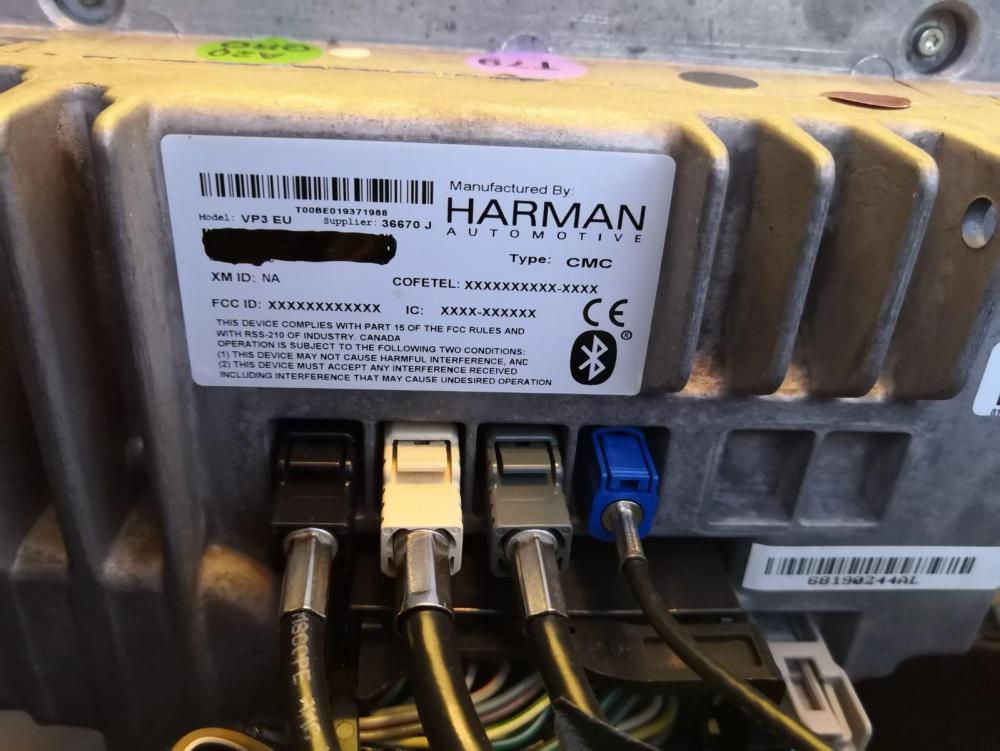 A20
QRO
T79
Manufactured By:
HARMAN
AUTOMOTIVE
T00BE019371988
Model: VP3 EU Supplier: 36670 J
Type: CMC
XM ID: NA
COFETEL: XXXXXXXXXX-XXXX
FCC ID: XXXXXXXXXXXX IC: XXXX-XXXXXX
CE
THIS DEVICE COMPLIES WITH PART 15 OF THE FCC RULES AND
WITH RSS-210 OF INDUSTRY. CANADA
OPERATION IS SUBJECT TO THE FOLLOWING TWO CONDITIONS:
(1) THIS DEVICE MAY NOT CAUSE HARMFUL INTERFERENCE, AND
(2) THIS DEVICE MUST ACCEPT ANY INTERFERENCE RECEIVED
INCLUDING INTERFERENCE THAT MAY CAUSE UNDESIRED OPERATION
68190244AL